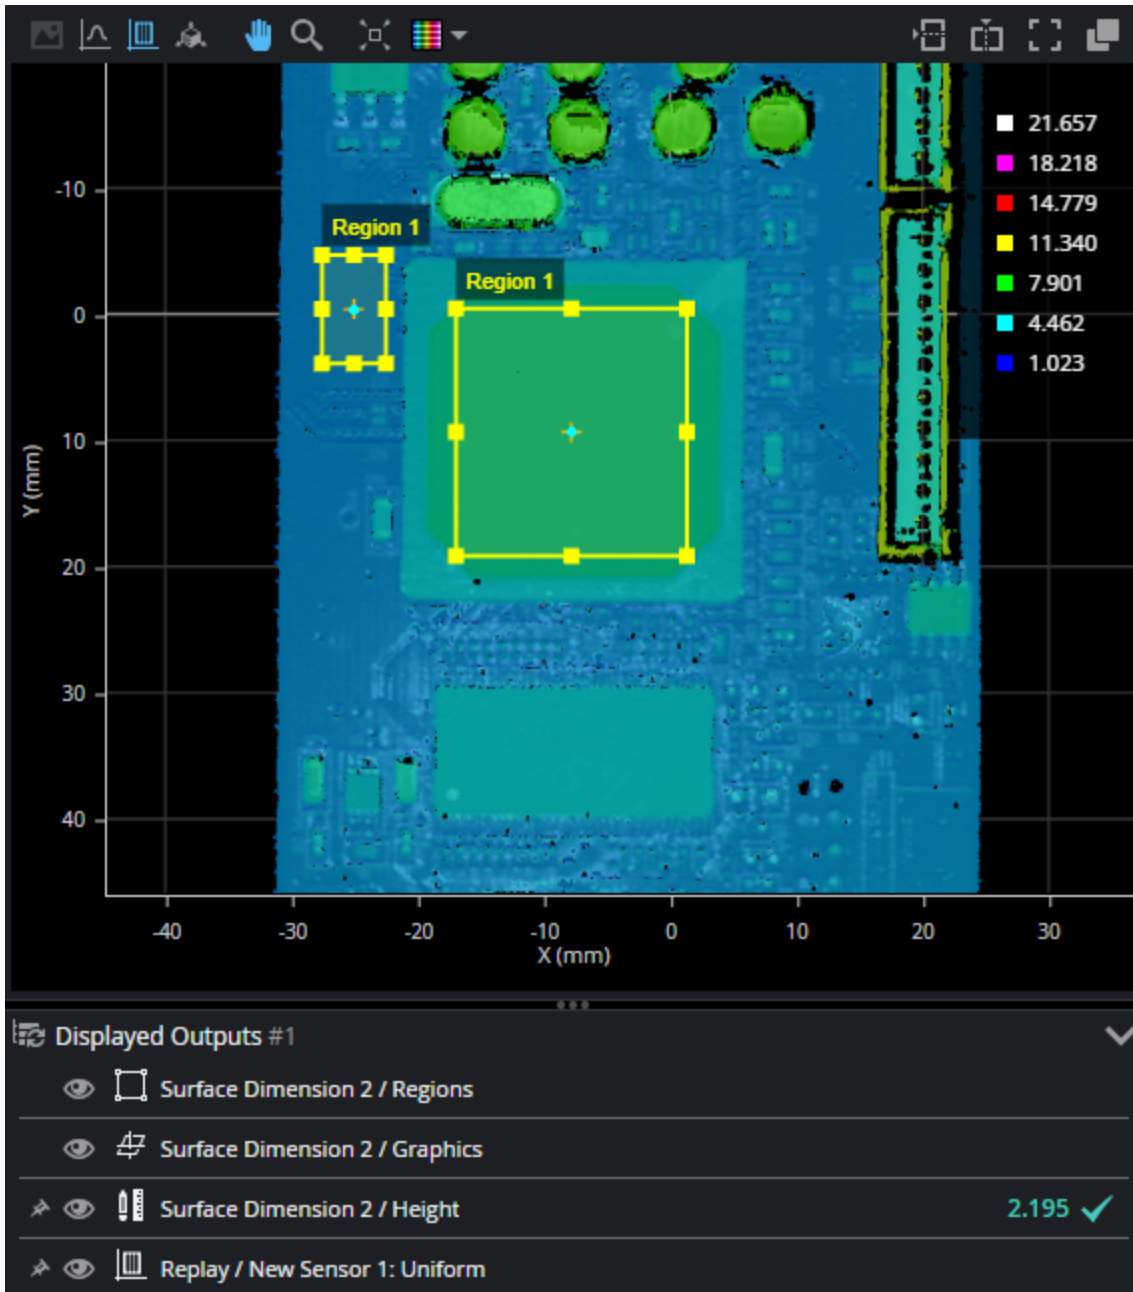 21.657
18.218
14.779
11.340
7.901
4.462
1.023
-10
0
10
20
30
40
Y (mm)
Region 1
Region 1
-40 -30 -20 -10 0 10 20 30
X (mm)
Displayed Outputs #1
Surface Dimension 2 / Regions
Surface Dimension 2 / Graphics
Surface Dimension 2 / Height 2.195
Replay / New Sensor 1: Uniform